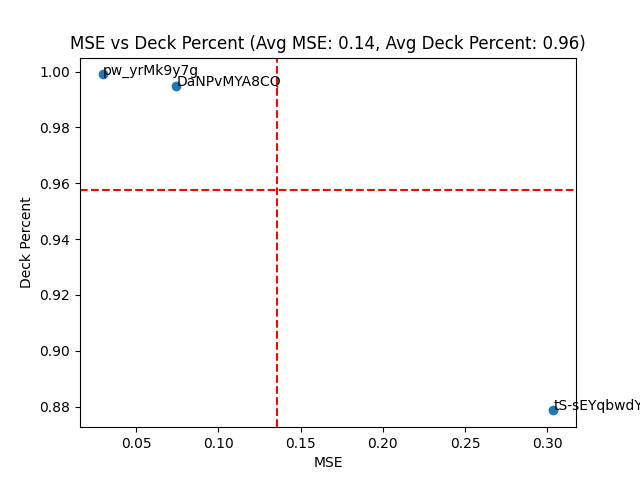 MSE vs Deck Percent (Avg MSE: 0.14, Avg Deck Percent: 0.96)
1.00
0.98
0.96
0.94
0.92
0.90
0.88
Deck Percent
pw_yrMk9y7g
DaNPvMYA8CQ
0.05
0.10
0.15
0.20
0.25
0.30
MSE